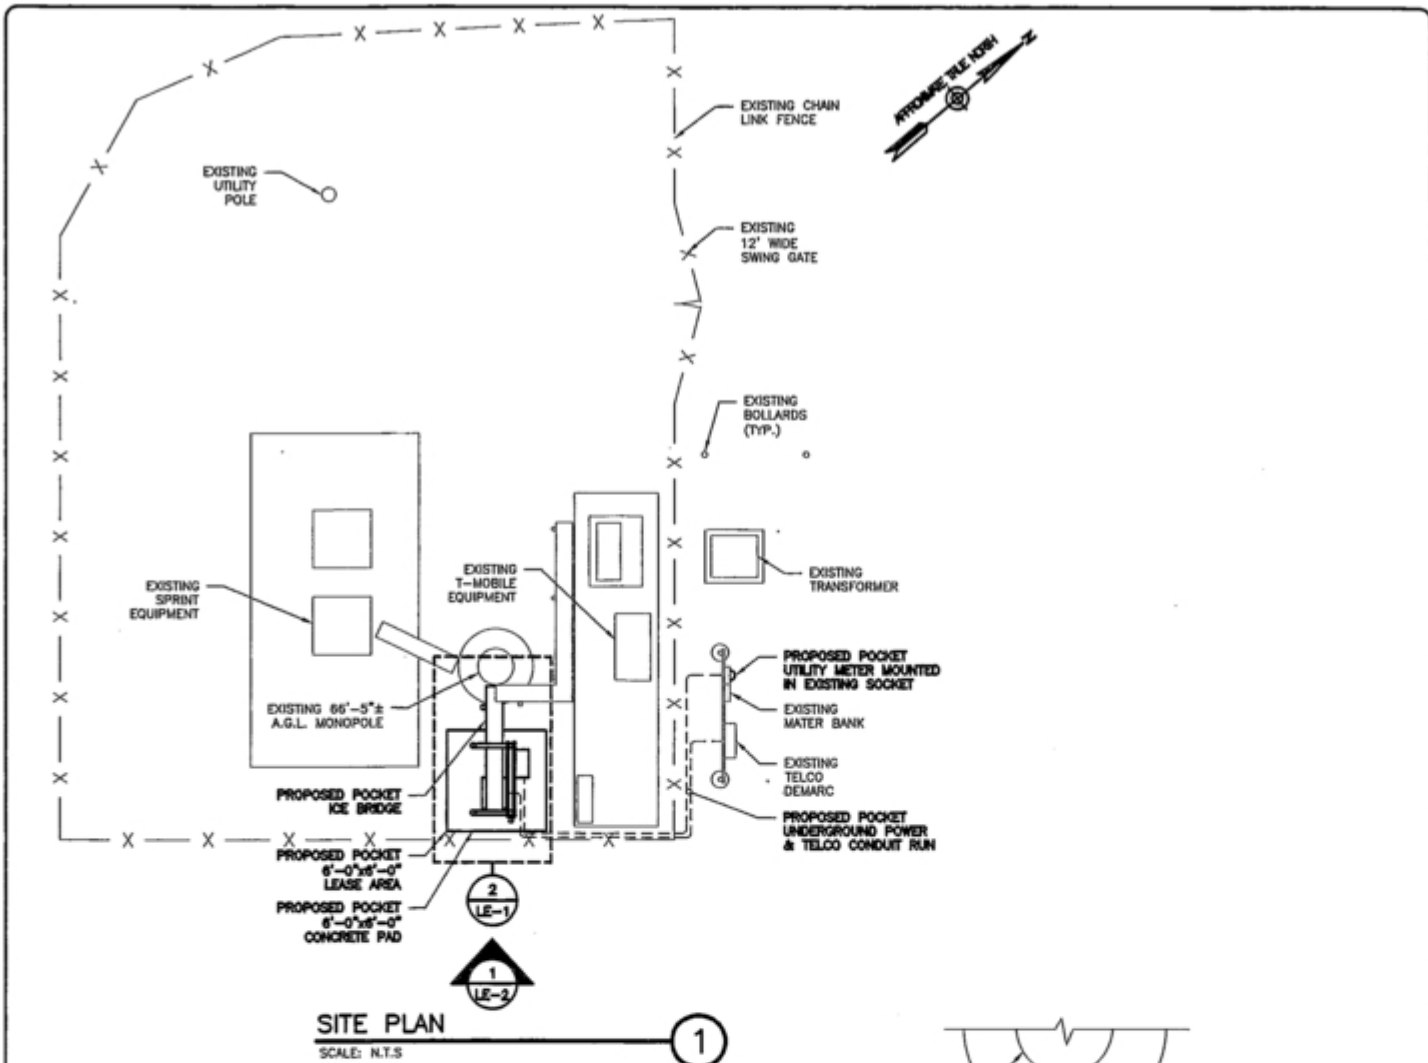 APPROXIMATE TRUE NORTH
N
EXISTING CHAIN
LINK FENCE
EXISTING
UTILITY
POLE
EXISTING
12' WIDE
SWING GATE
EXISTING
BOLLARDS
(TYP.)
EXISTING
SPRINT
EQUIPMENT
EXISTING
T-MOBILE
EQUIPMENT
EXISTING
TRANSFORMER
EXISTING 66'-5"±
A.G.L. MONOPOLE
PROPOSED POCKET
UTILITY METER MOUNTED
IN EXISTING SOCKET
EXISTING
MATER BANK
EXISTING
TELCO
DEMARC
PROPOSED POCKET
ICE BRIDGE
PROPOSED POCKET
UNDERGROUND POWER
& TELCO CONDUIT RUN
PROPOSED POCKET
6'-0"x6'-0"
LEASE AREA
PROPOSED POCKET
6'-0"x6'-0"
CONCRETE PAD
2
LE-1
1
LE-2
SITE PLAN
SCALE: N.T.S
1